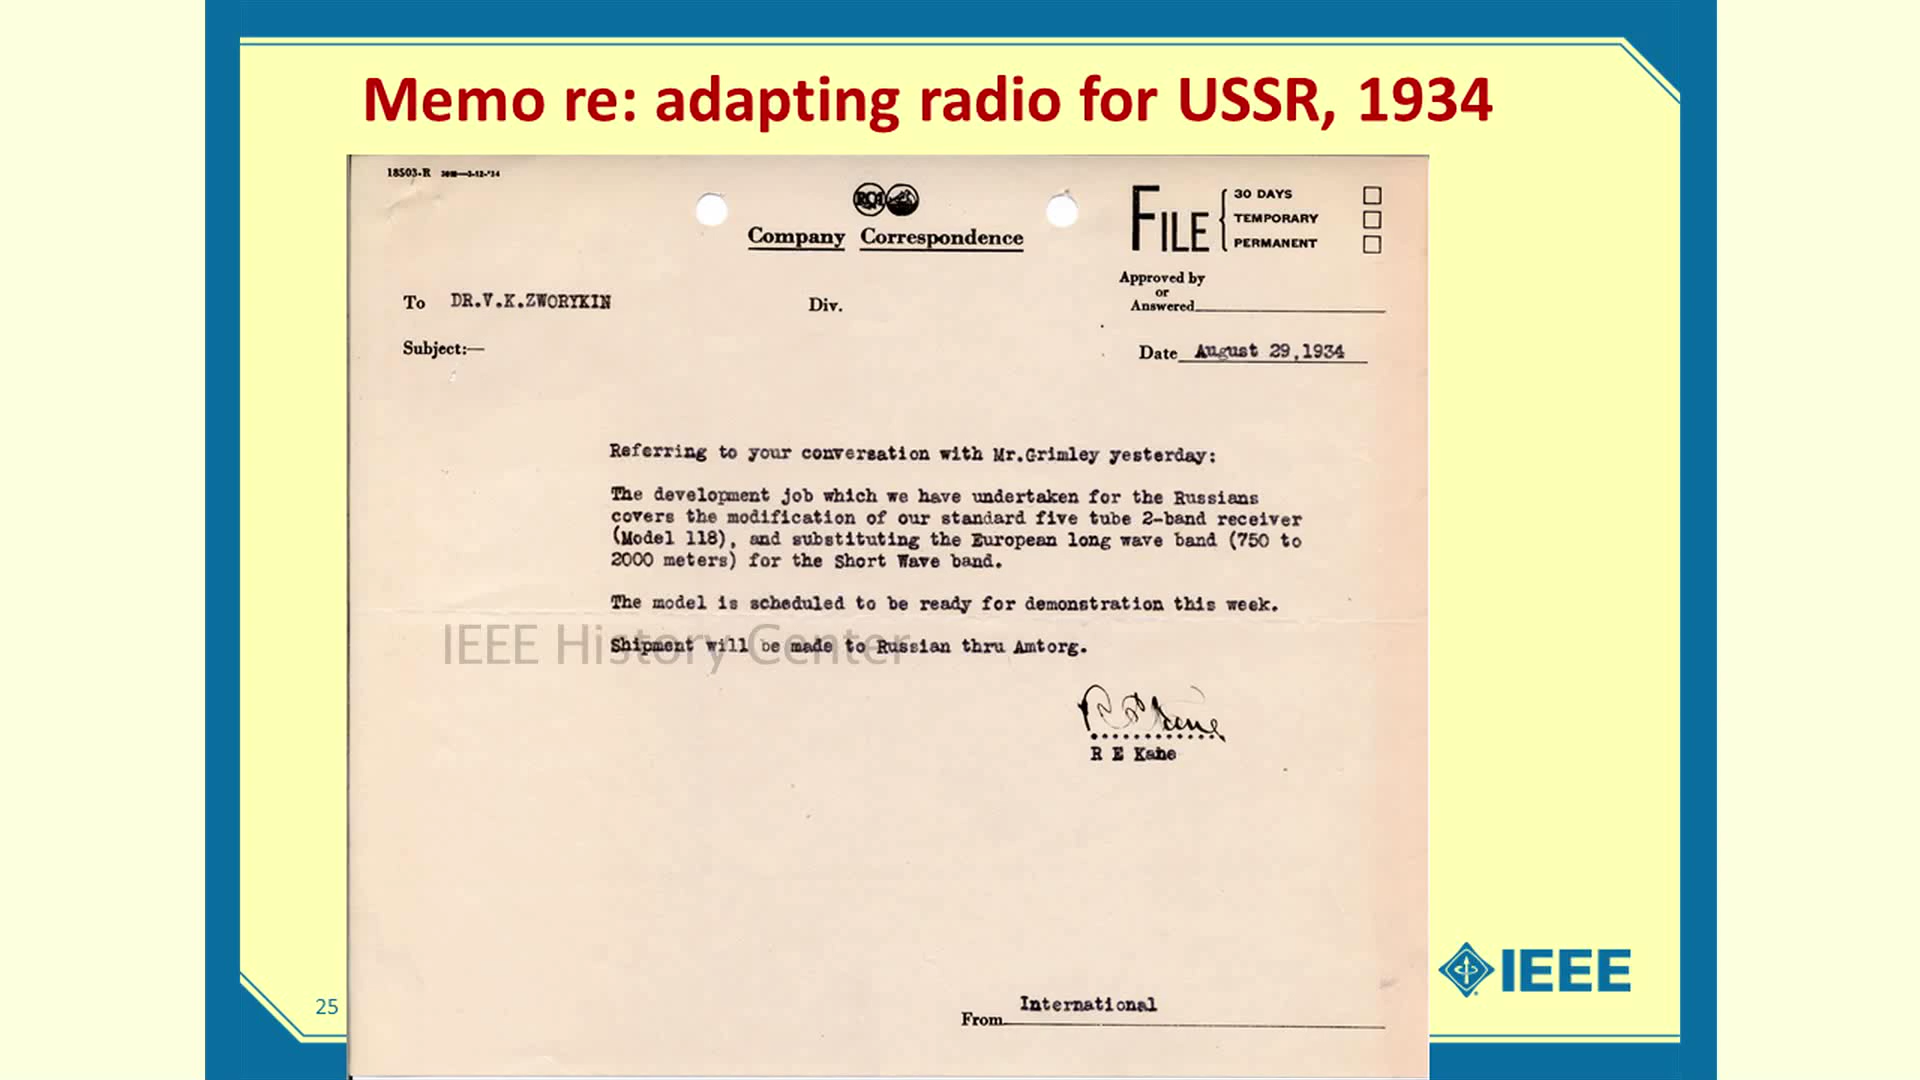 Memo re: adapting radio for USSR, 1934
18503-R
RCA
Company Correspondence
FILE
30 DAYS
TEMPORARY
PERMANENT
Approved by
or
Answered
To DR.V.K.ZWORYKIN
Div.
Subject:—
Date August 29,1934
Referring to your conversation with Mr.Grimley yesterday:
The development job which we have undertaken for the Russians
covers the modification of our standard five tube 2-band receiver
(Model 118), and substituting the European long wave band (750 to
2000 meters) for the Short Wave band.
The model is scheduled to be ready for demonstration this week.
Shipment will be made to Russian thru Amtorg.
IEEE History Center
R E Kane
International
From
25
IEEE